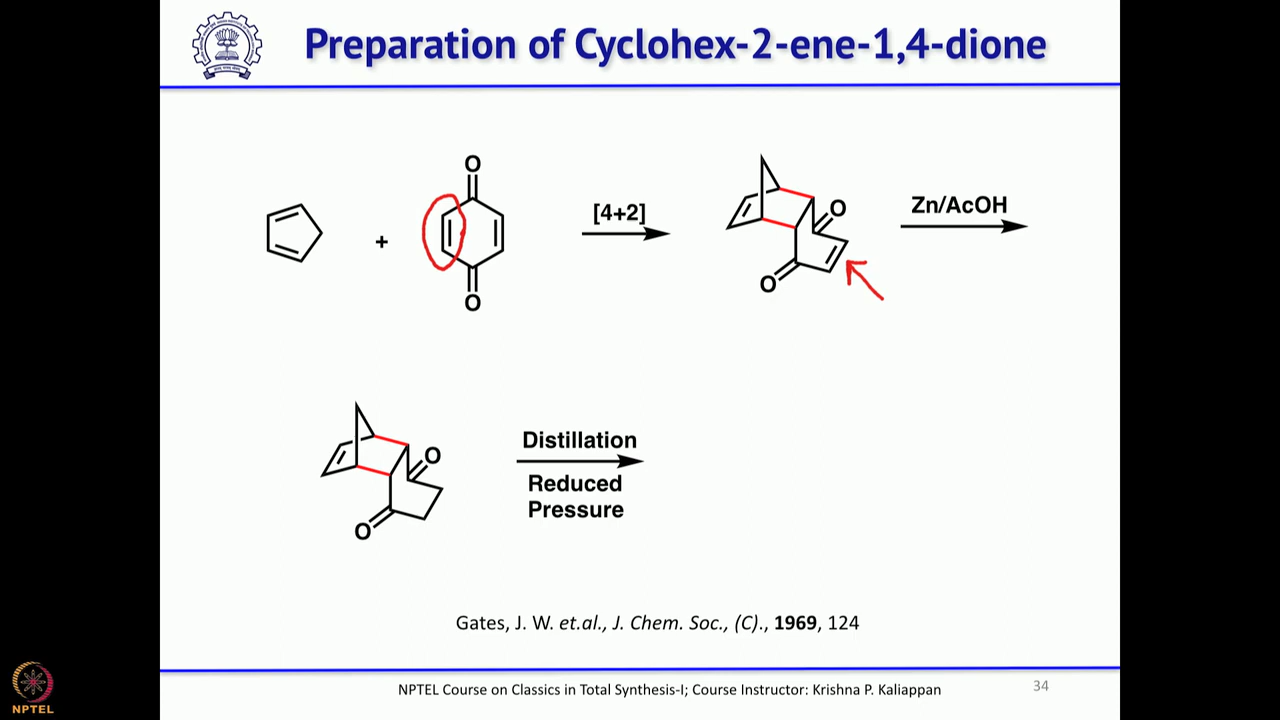 Preparation of Cyclohex-2-ene-1,4-dione
O
+
O
[4+2]
O
O
Zn/AcOH
O
O
Distillation
Reduced
Pressure
Gates, J. W. et.al., J. Chem. Soc., (C)., 1969, 124
NPTEL Course on Classics in Total Synthesis-I; Course Instructor: Krishna P. Kaliappan
34
NPTEL